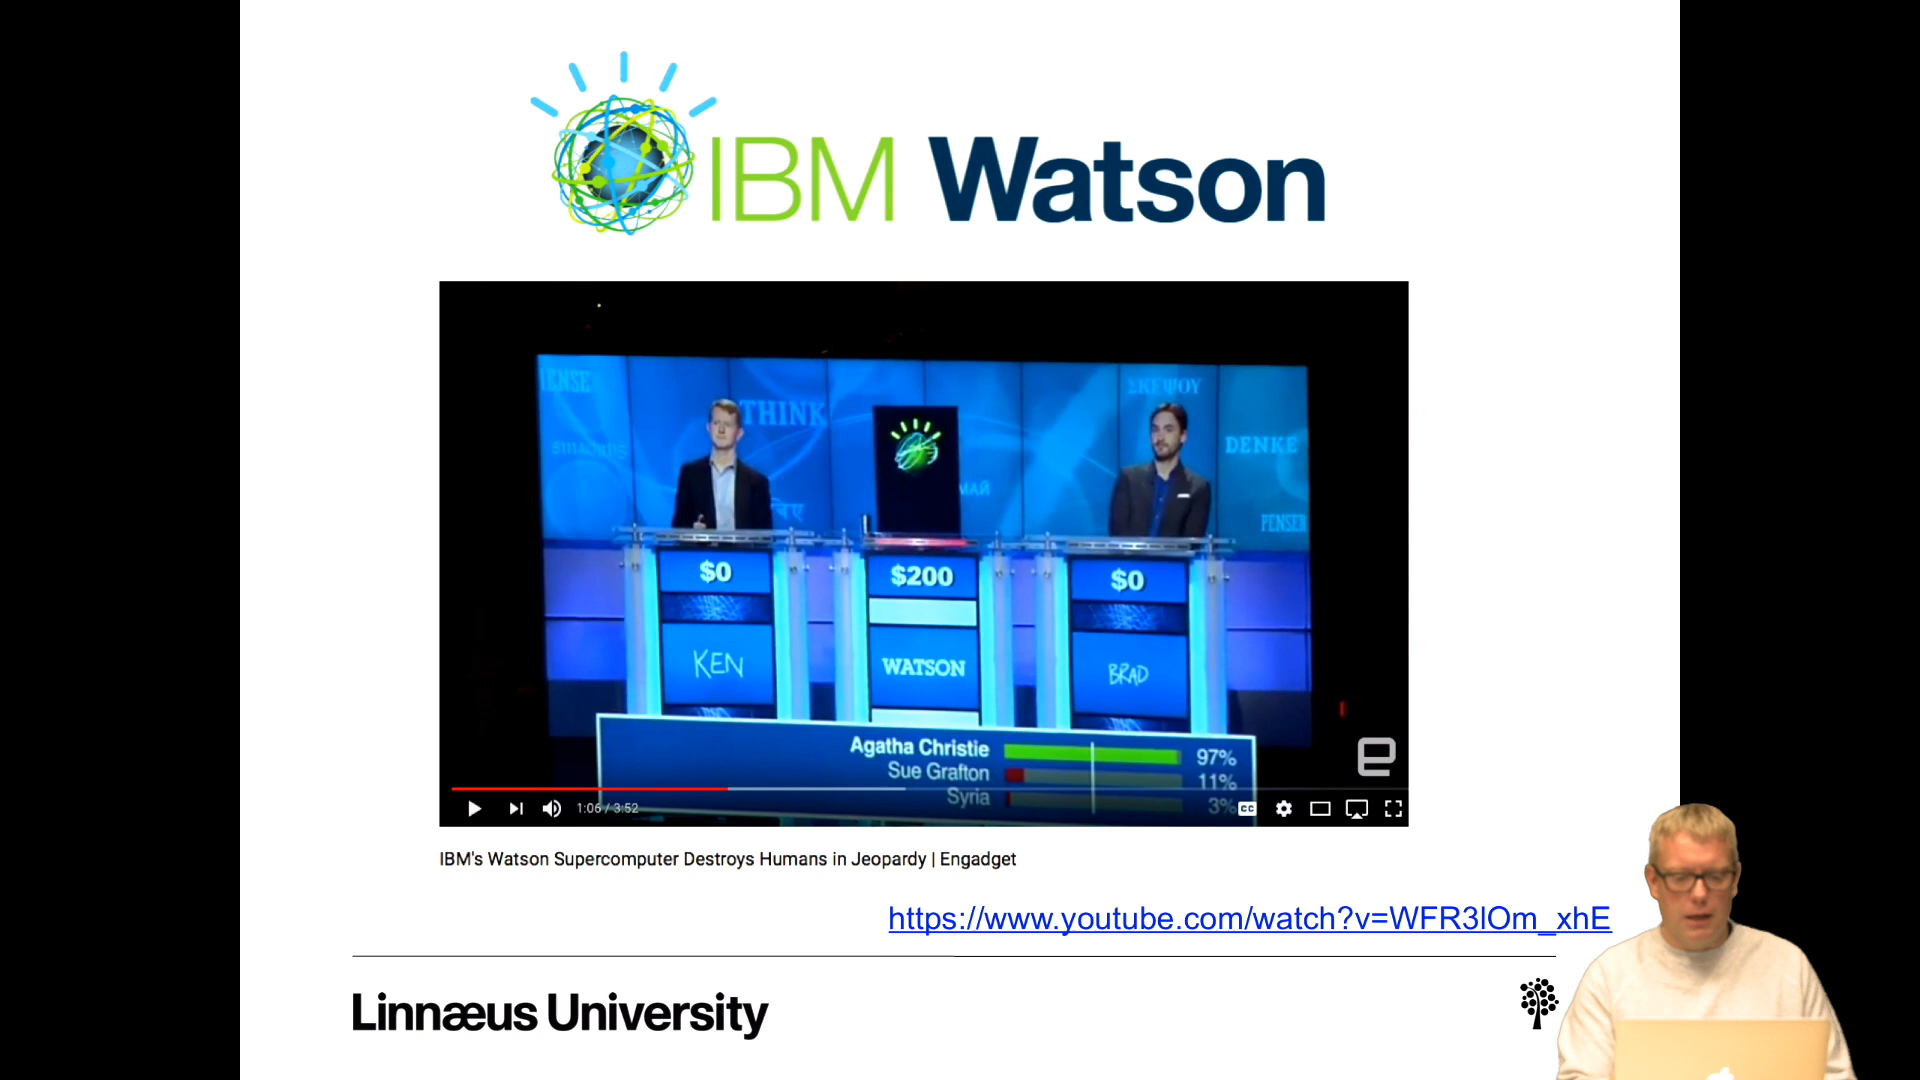 IBM Watson
THINK
ΣΚΕΨΟΥ
DENKE
PENSER
$0
$200
$0
KEN
WATSON
BRAD
Agatha Christie 97%
Sue Grafton 11%
Syria 3%
1:06 / 3:52
CC
IBM's Watson Supercomputer Destroys Humans in Jeopardy | Engadget
https://www.youtube.com/watch?v=WFR3lOm_xhE
Linnæus University